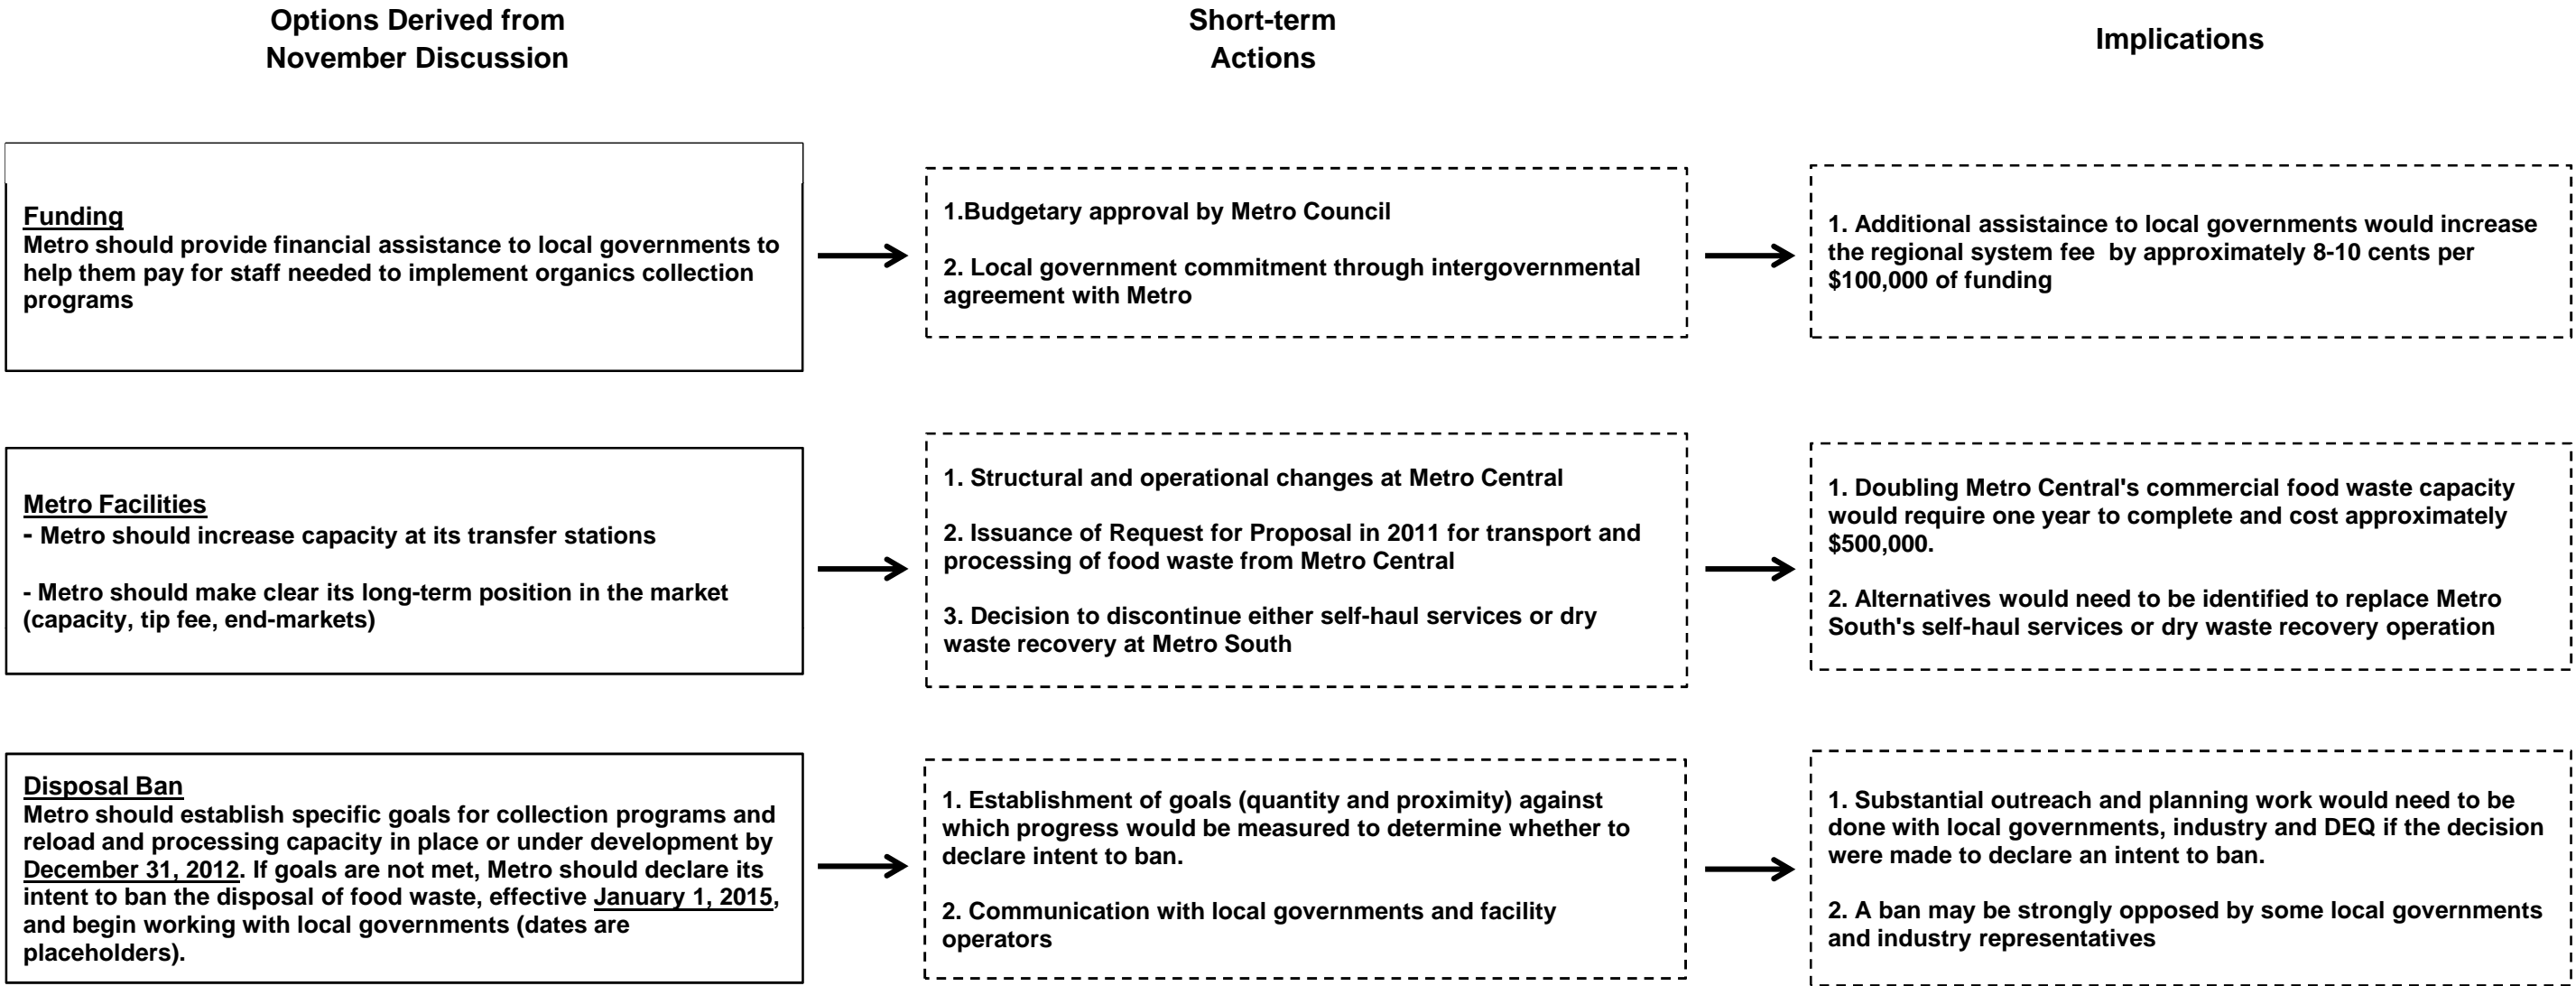 Options Derived from
November Discussion
Short-term
Actions
Implications
Funding
Metro should provide financial assistance to local governments to
help them pay for staff needed to implement organics collection
programs
1.Budgetary approval by Metro Council
2. Local government commitment through intergovernmental
agreement with Metro
1. Additional assistaince to local governments would increase
the regional system fee  by approximately 8-10 cents per
$100,000 of funding
Metro Facilities
- Metro should increase capacity at its transfer stations
- Metro should make clear its long-term position in the market
(capacity, tip fee, end-markets)
1. Structural and operational changes at Metro Central
2. Issuance of Request for Proposal in 2011 for transport and
processing of food waste from Metro Central
3. Decision to discontinue either self-haul services or dry
waste recovery at Metro South
1. Doubling Metro Central's commercial food waste capacity
would require one year to complete and cost approximately
$500,000.
2. Alternatives would need to be identified to replace Metro
South's self-haul services or dry waste recovery operation
Disposal Ban
Metro should establish specific goals for collection programs and
reload and processing capacity in place or under development by
December 31, 2012. If goals are not met, Metro should declare its
intent to ban the disposal of food waste, effective January 1, 2015,
and begin working with local governments (dates are
placeholders).
1. Establishment of goals (quantity and proximity) against
which progress would be measured to determine whether to
declare intent to ban.
2. Communication with local governments and facility
operators
1. Substantial outreach and planning work would need to be
done with local governments, industry and DEQ if the decision
were made to declare an intent to ban.
2. A ban may be strongly opposed by some local governments
and industry representatives